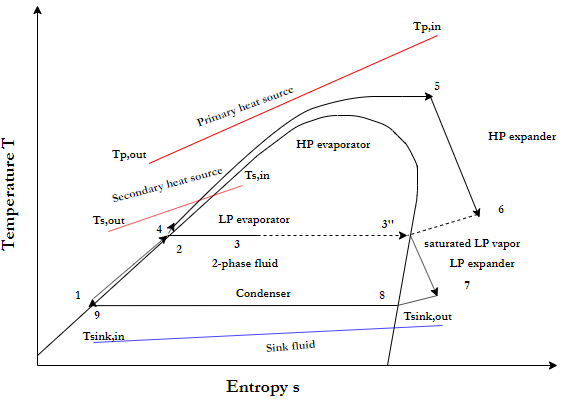 Tp,in
5
Primary heat source
HP expander
HP evaporator
Tp,out
Secondary heat source
Ts,in
6
Ts,out
LP evaporator
4
3"
2
3
saturated LP vapor
2-phase fluid
LP expander
7
1
Condenser
8
9
Tsink,out
Tsink,in
Sink fluid
Temperature T
Entropy s